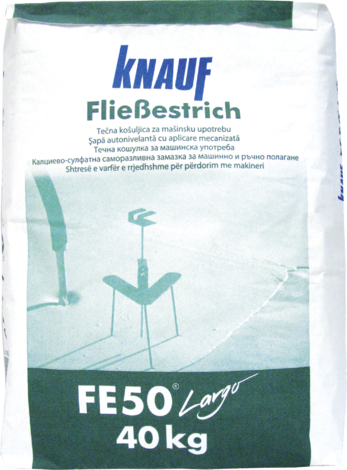 KNAUF
Fließestrich
Tečna košuljica za mašinsku upotrebu
Şapă autonivelantă cu aplicare mecanizată
Течна кошулка за машинска употреба
Калциево-сулфатна саморазливна замазка за машинно и ръчно полагане
Shtresë e varfër e rrjedhshme për përdorim me makineri
KNAUF
FE50® Largo
40 kg